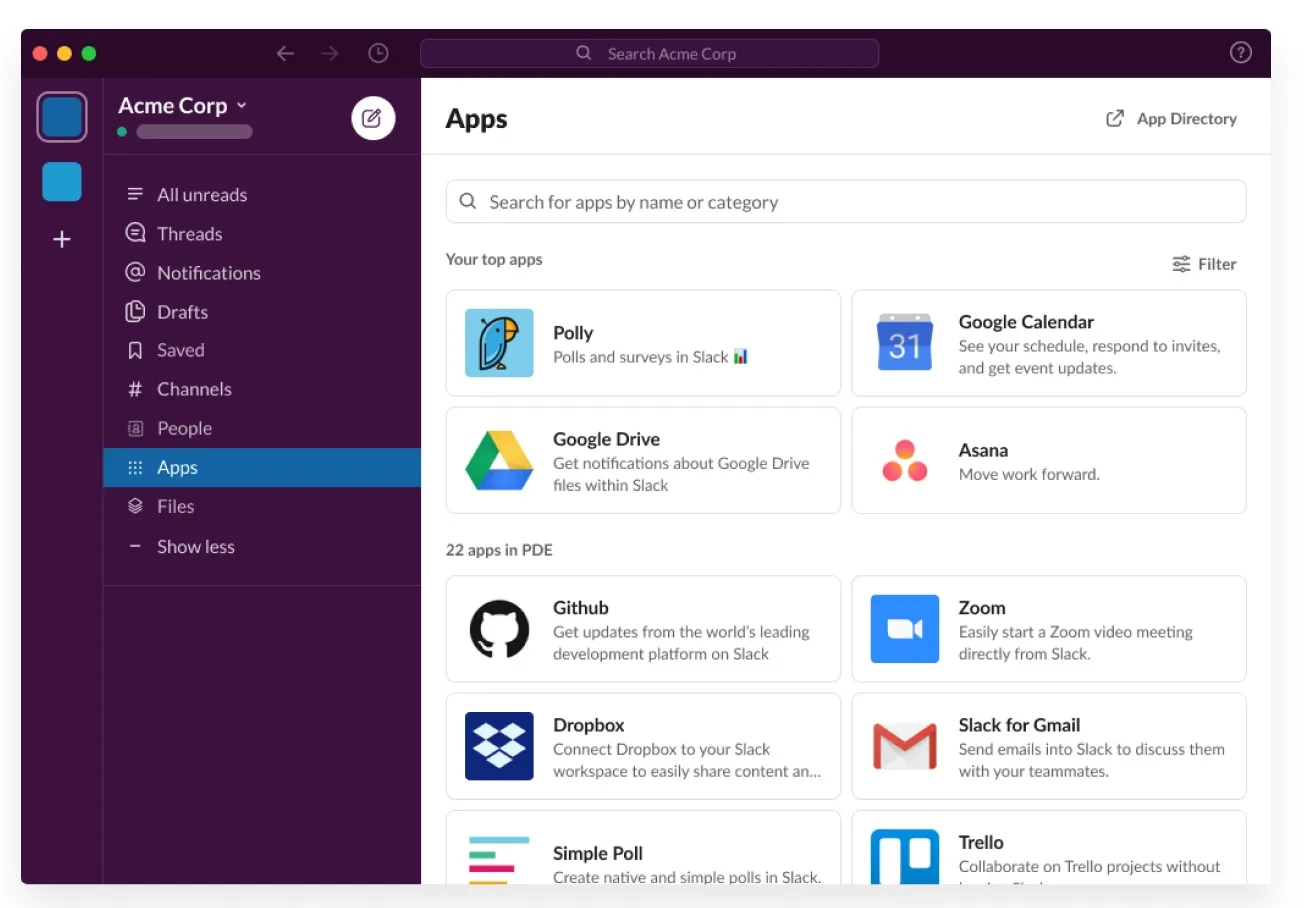 Search Acme Corp
?
Acme Corp
All unreads
Threads
Notifications
Drafts
Saved
Channels
People
Apps
Files
Show less
Apps
App Directory
Search for apps by name or category
Your top apps
Filter
Polly
Polls and surveys in Slack
31
Google Calendar
See your schedule, respond to invites,
and get event updates.
Google Drive
Get notifications about Google Drive
files within Slack
Asana
Move work forward.
22 apps in PDE
Github
Get updates from the world’s leading
development platform on Slack
Zoom
Easily start a Zoom video meeting
directly from Slack.
Dropbox
Connect Dropbox to your Slack
workspace to easily share content an...
Slack for Gmail
Send emails into Slack to discuss them
with your teammates.
Simple Poll
Create native and simple polls in Slack.
Trello
Collaborate on Trello projects without